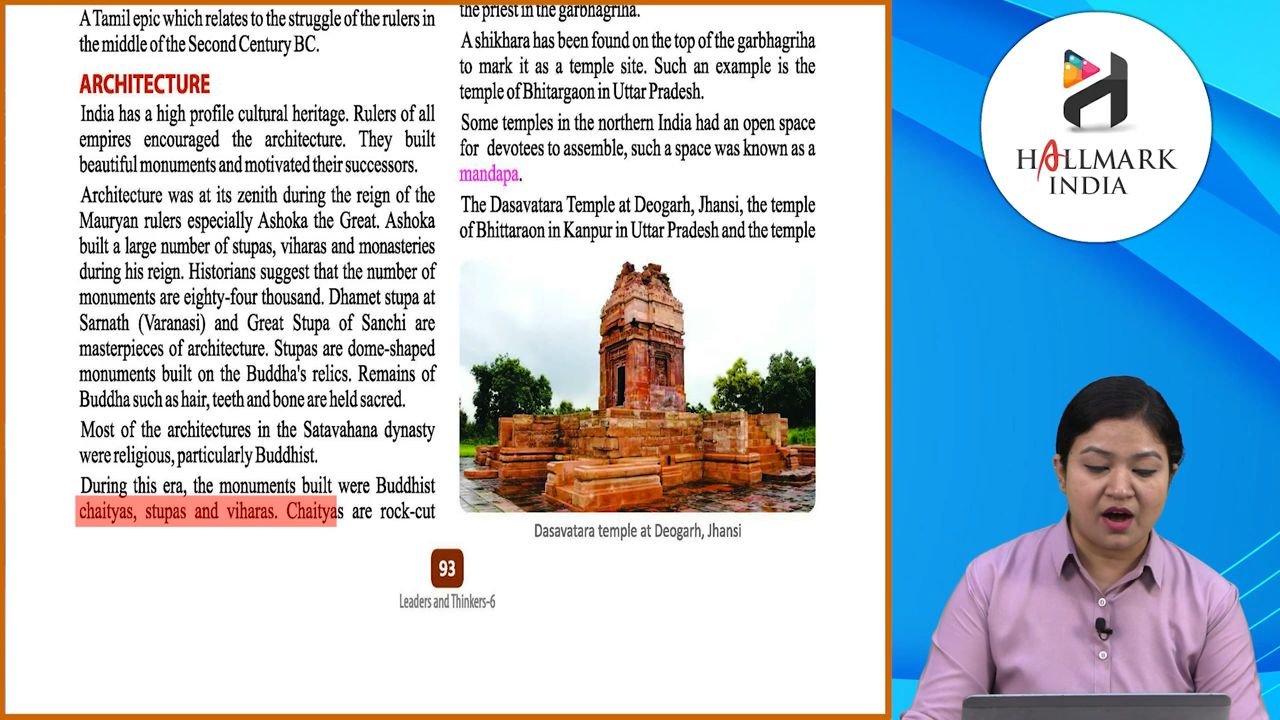 A Tamil epic which relates to the struggle of the rulers in
the middle of the Second Century BC.
ARCHITECTURE
India has a high profile cultural heritage. Rulers of all
empires encouraged the architecture. They built
beautiful monuments and motivated their successors.
Architecture was at its zenith during the reign of the
Mauryan rulers especially Ashoka the Great. Ashoka
built a large number of stupas, viharas and monasteries
during his reign. Historians suggest that the number of
monuments are eighty-four thousand. Dhamet stupa at
Sarnath (Varanasi) and Great Stupa of Sanchi are
masterpieces of architecture. Stupas are dome-shaped
monuments built on the Buddha's relics. Remains of
Buddha such as hair, teeth and bone are held sacred.
Most of the architectures in the Satavahana dynasty
were religious, particularly Buddhist.
During this era, the monuments built were Buddhist
chaityas, stupas and viharas. Chaityas are rock-cut
the priest in the garbhagriha.
A shikhara has been found on the top of the garbhagriha
to mark it as a temple site. Such an example is the
temple of Bhitargaon in Uttar Pradesh.
Some temples in the northern India had an open space
for devotees to assemble, such a space was known as a
mandapa.
The Dasavatara Temple at Deogarh, Jhansi, the temple
of Bhittaraon in Kanpur in Uttar Pradesh and the temple
Dasavatara temple at Deogarh, Jhansi
93
Leaders and Thinkers-6
HALLMARK
INDIA